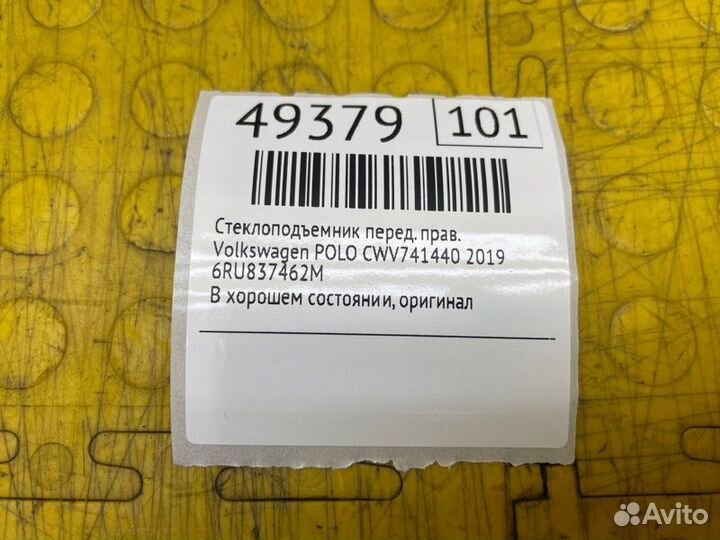 49379 101
Стеклоподъемник перед. прав.
Volkswagen POLO CWV741440 2019
6RU837462M
В хорошем состоянии, оригинал
Avito